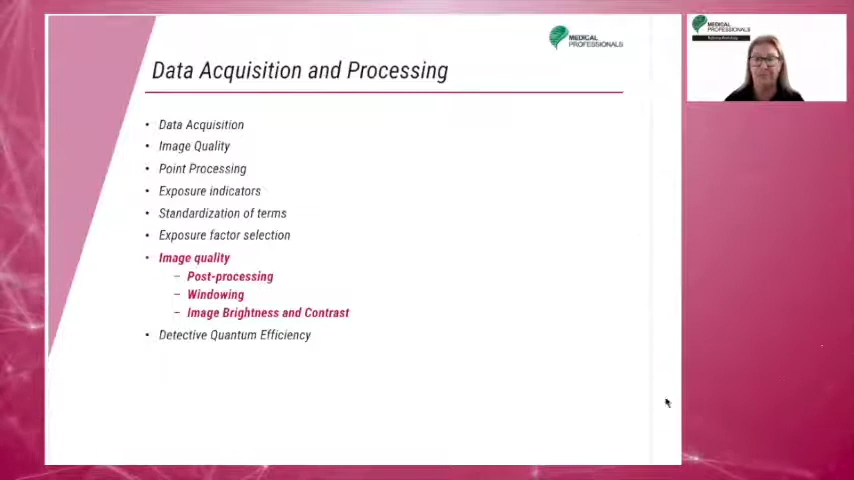 MEDICAL
PROFESSIONALS
Data Acquisition and Processing
• Data Acquisition
• Image Quality
• Point Processing
• Exposure indicators
• Standardization of terms
• Exposure factor selection
• Image quality
– Post-processing
– Windowing
– Image Brightness and Contrast
• Detective Quantum Efficiency
MEDICAL
PROFESSIONALS